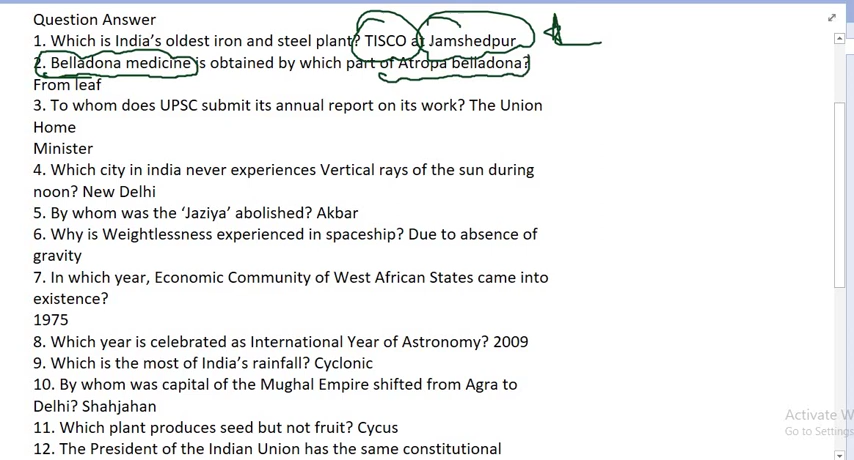 Question Answer
1. Which is India's oldest iron and steel plant? TISCO at Jamshedpur
2. Belladona medicine is obtained by which part of Atropa belladona?
From leaf
3. To whom does UPSC submit its annual report on its work? The Union
Home
Minister
4. Which city in india never experiences Vertical rays of the sun during
noon? New Delhi
5. By whom was the ‘Jaziya’ abolished? Akbar
6. Why is Weightlessness experienced in spaceship? Due to absence of
gravity
7. In which year, Economic Community of West African States came into
existence?
1975
8. Which year is celebrated as International Year of Astronomy? 2009
9. Which is the most of India's rainfall? Cyclonic
10. By whom was capital of the Mughal Empire shifted from Agra to
Delhi? Shahjahan
11. Which plant produces seed but not fruit? Cycus
12. The President of the Indian Union has the same constitutional
Activate W
Go to Settings